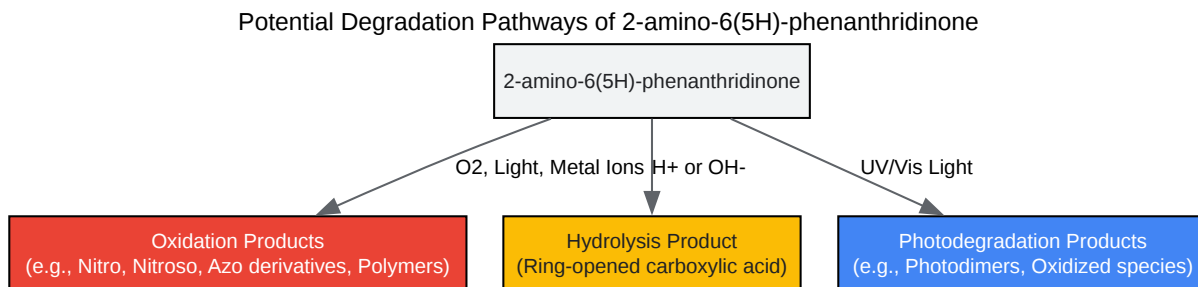 Potential Degradation Pathways of 2-amino-6(5H)-phenanthridinone
2-amino-6(5H)-phenanthridinone
O2, Light, Metal Ions
H+ or OH-
UV/Vis Light
Oxidation Products
(e.g., Nitro, Nitroso, Azo derivatives, Polymers)
Hydrolysis Product
(Ring-opened carboxylic acid)
Photodegradation Products
(e.g., Photodimers, Oxidized species)